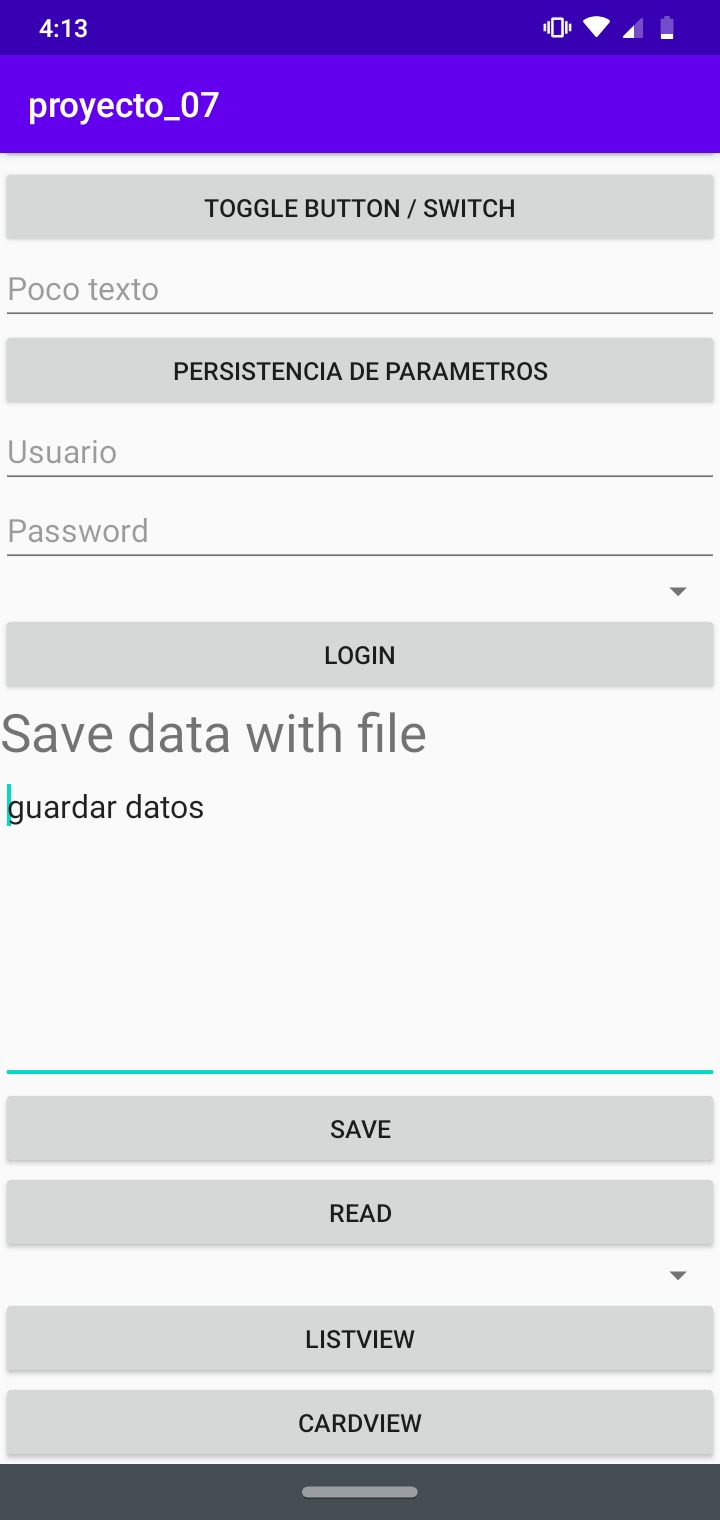 4:13
proyecto_07
TOGGLE BUTTON / SWITCH
Poco texto
PERSISTENCIA DE PARAMETROS
Usuario
Password
LOGIN
Save data with file
guardar datos
SAVE
READ
LISTVIEW
CARDVIEW